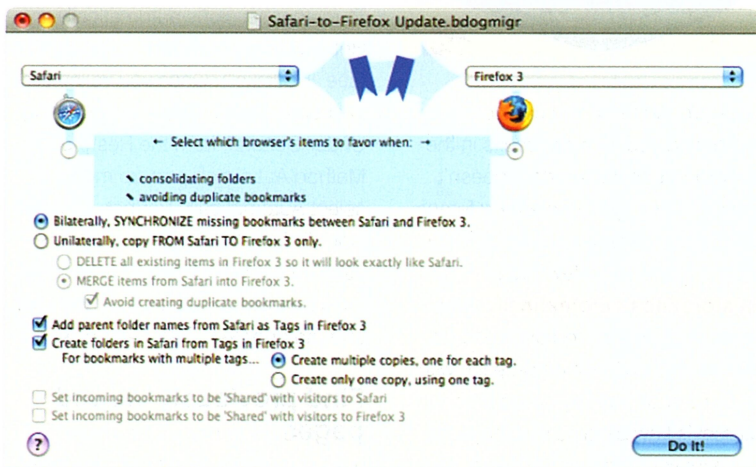 Safari-to-Firefox Update.bdogmigr
Safari
Firefox 3
← Select which browser's items to favor when: →
consolidating folders
avoiding duplicate bookmarks
Bilaterally, SYNCHRONIZE missing bookmarks between Safari and Firefox 3.
Unilaterally, copy FROM Safari TO Firefox 3 only.
DELETE all existing items in Firefox 3 so it will look exactly like Safari.
MERGE items from Safari into Firefox 3.
Avoid creating duplicate bookmarks.
Add parent folder names from Safari as Tags in Firefox 3
Create folders in Safari from Tags in Firefox 3
For bookmarks with multiple tags... Create multiple copies, one for each tag.
Create only one copy, using one tag.
Set incoming bookmarks to be 'Shared' with visitors to Safari
Set incoming bookmarks to be 'Shared' with visitors to Firefox 3
? Do It!